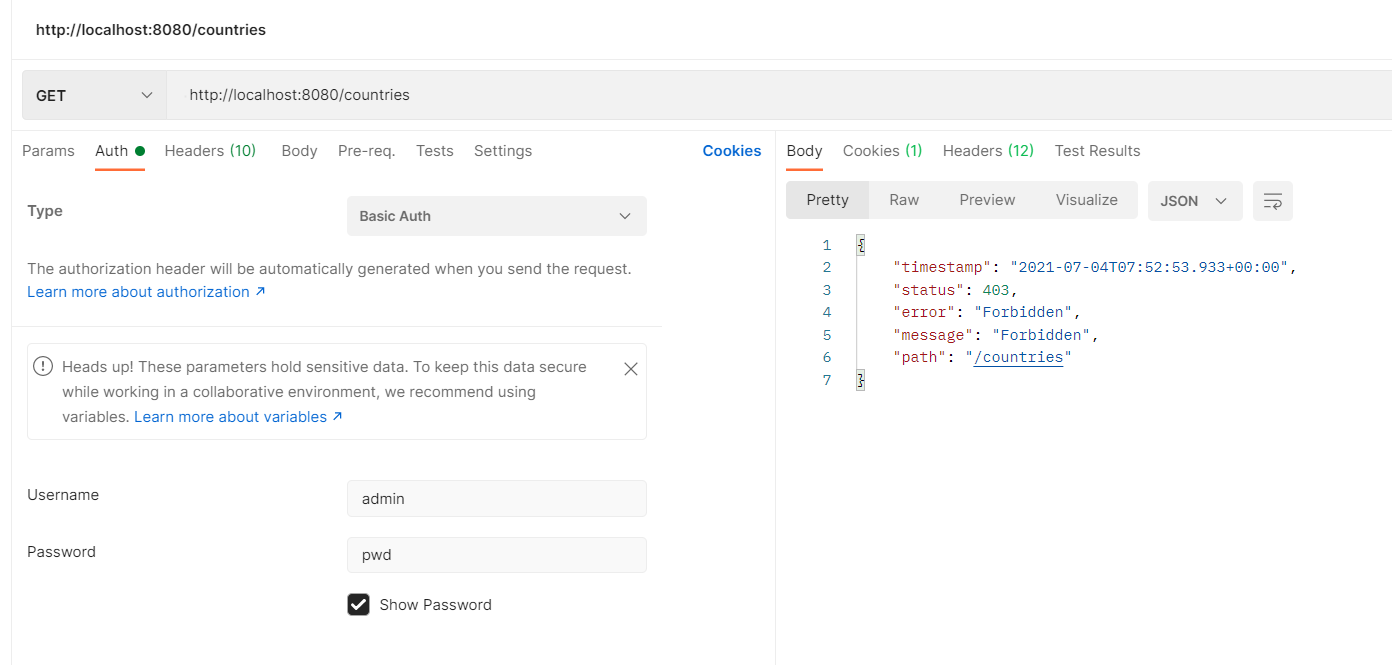 http://localhost:8080/countries
GET http://localhost:8080/countries
Params Auth Headers (10) Body Pre-req. Tests Settings Cookies
Type Basic Auth
The authorization header will be automatically generated when you send the request.
Learn more about authorization ↗
Heads up! These parameters hold sensitive data. To keep this data secure
while working in a collaborative environment, we recommend using
variables. Learn more about variables ↗
Username admin
Password pwd
Show Password
Body Cookies (1) Headers (12) Test Results
Pretty Raw Preview Visualize JSON
1 {
2 "timestamp": "2021-07-04T07:52:53.933+00:00",
3 "status": 403,
4 "error": "Forbidden",
5 "message": "Forbidden",
6 "path": "/countries"
7 }